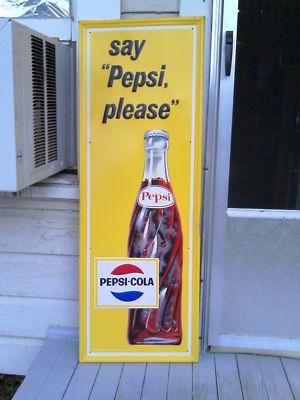 say
"Pepsi,
please"
Pepsi
PEPSI-COLA